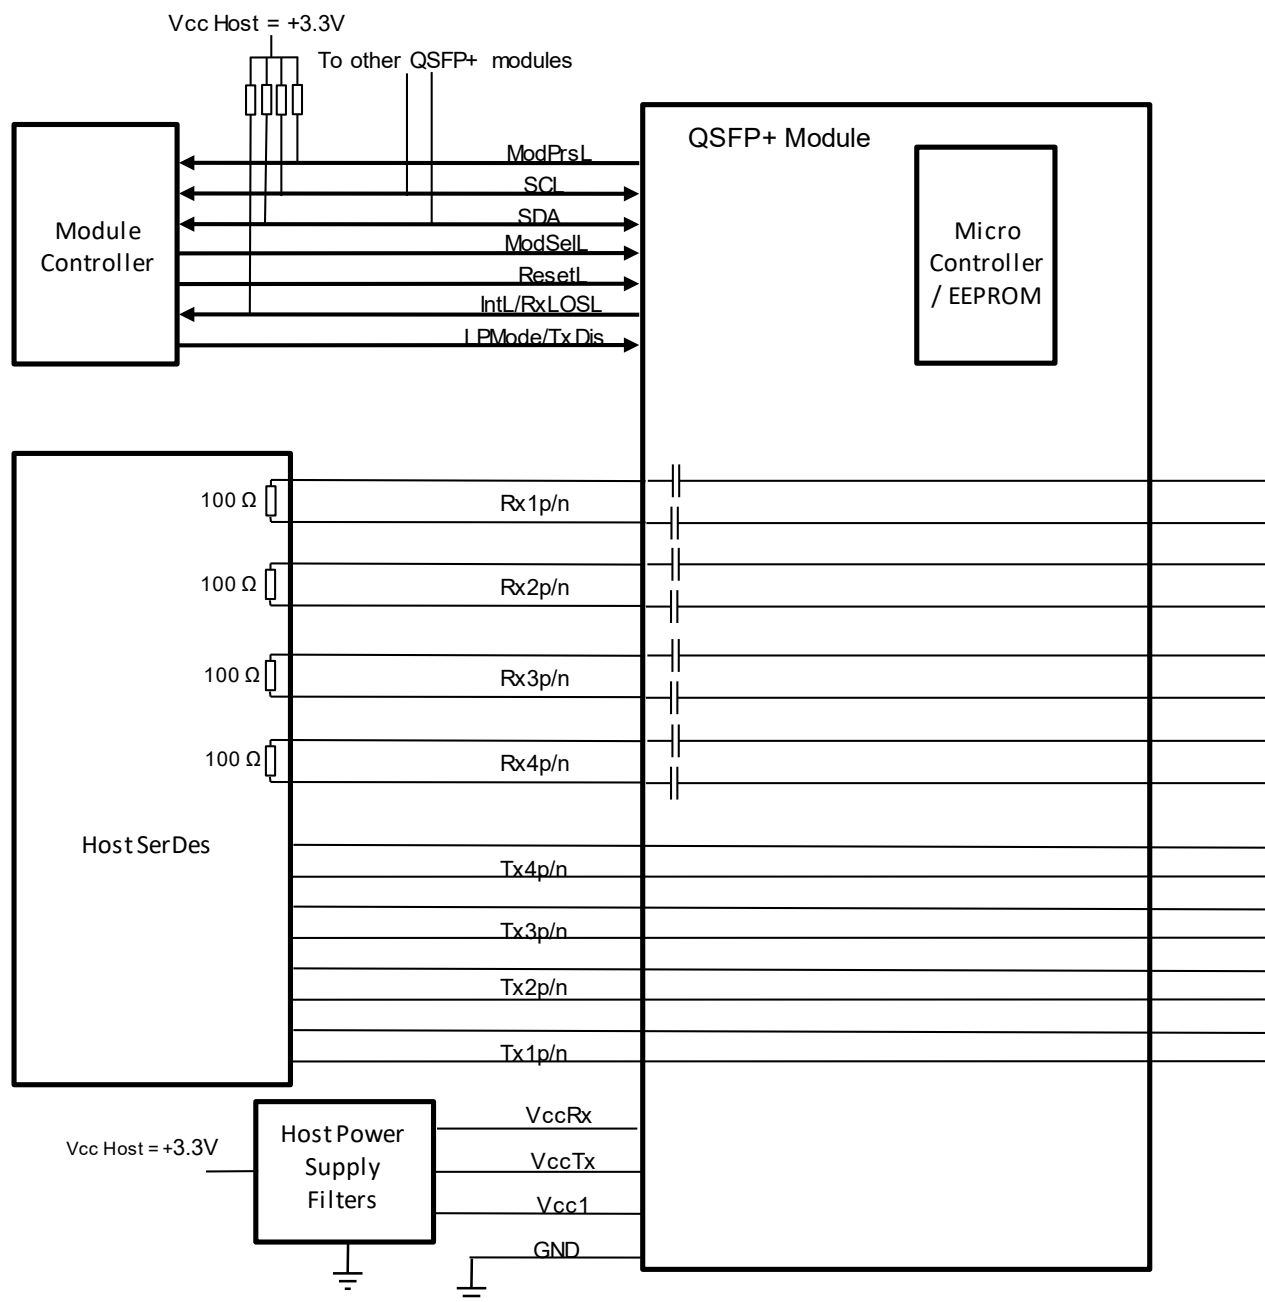 Vcc Host = +3.3V
To other QSFP+ modules
QSFP+ Module
ModPrsL
SCL
SDA
ModSelL
ResetL
IntL/RxLOSL
LPMode/TxDis
Module
Controller
Micro
Controller
/ EEPROM
100 Ω
Rx1p/n
100 Ω
Rx2p/n
100 Ω
Rx3p/n
100 Ω
Rx4p/n
Host SerDes
Tx4p/n
Tx3p/n
Tx2p/n
Tx1p/n
Vcc Host = +3.3V
Host Power
Supply
Filters
VccRx
VccTx
Vcc1
GND